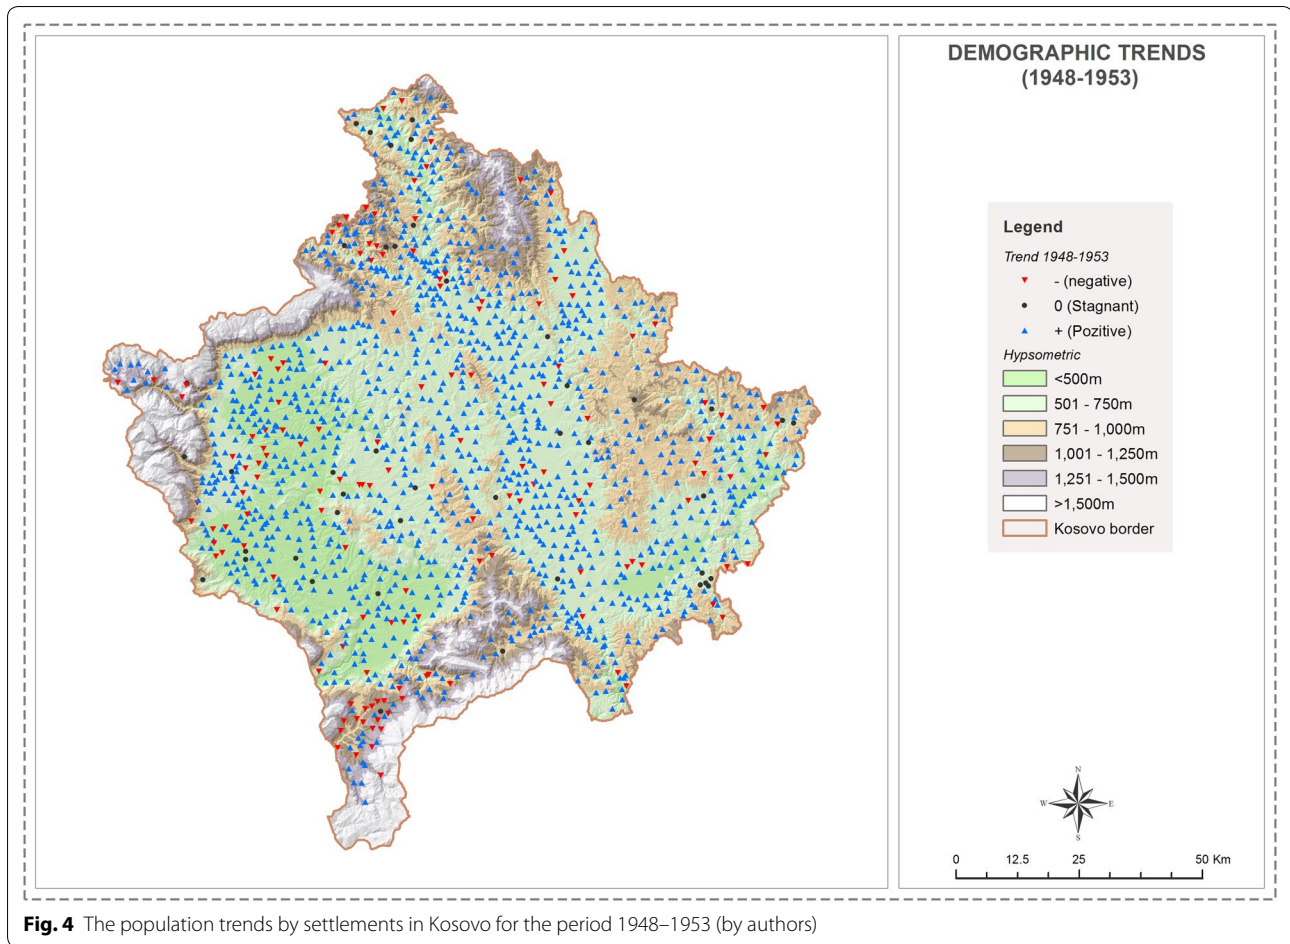 DEMOGRAPHIC TRENDS
(1948-1953)
Legend
Trend 1948-1953
- (negative)
0 (Stagnant)
+ (Pozitive)
Hypsometric
<500m
501 - 750m
751 - 1,000m
1,001 - 1,250m
1,251 - 1,500m
>1,500m
Kosovo border
N
W E
S
0 12.5 25 50 Km
Fig. 4 The population trends by settlements in Kosovo for the period 1948–1953 (by authors)